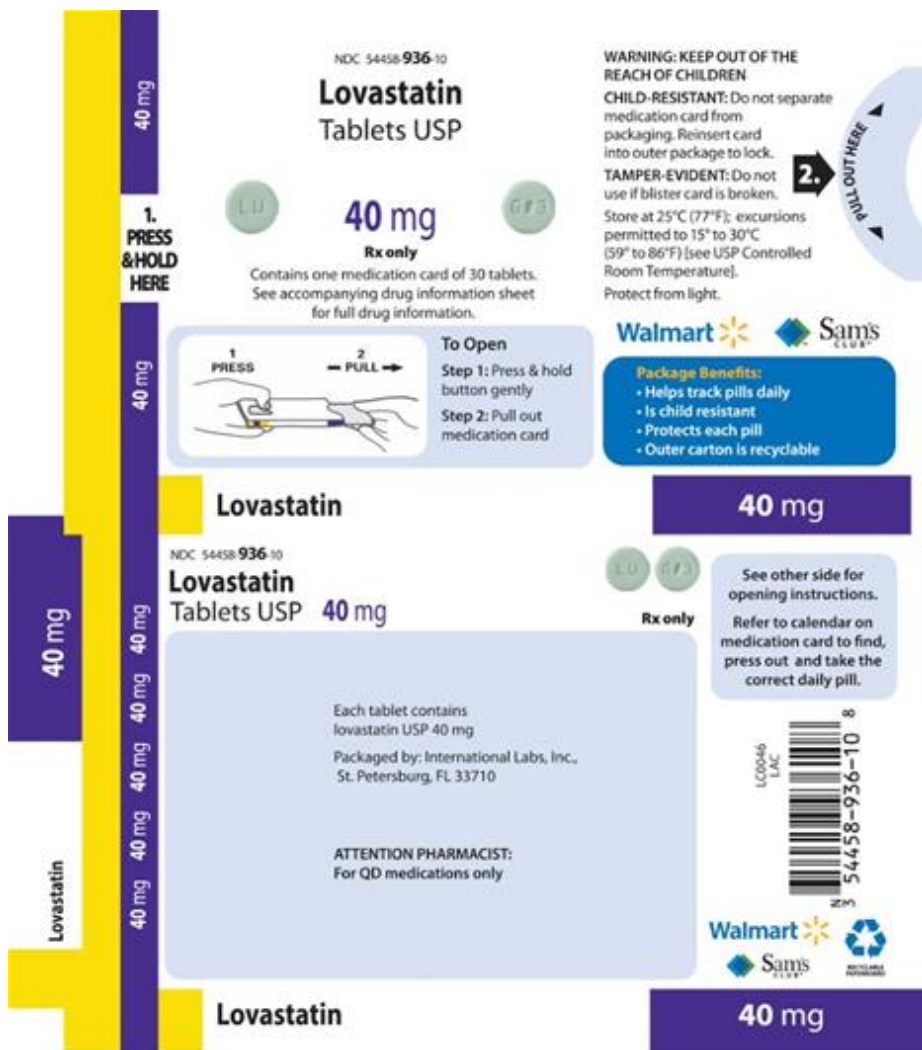 NDC 54458-936-10
Lovastatin
Tablets USP
LU
G/3
40 mg
Rx only
Contains one medication card of 30 tablets.
See accompanying drug information sheet
for full drug information.
40 mg
1.
PRESS
& HOLD
HERE
40 mg
1
PRESS
2
PULL
To Open
Step 1: Press & hold
button gently
Step 2: Pull out
medication card
WARNING: KEEP OUT OF THE
REACH OF CHILDREN
CHILD-RESISTANT: Do not separate
medication card from
packaging. Reinsert card
into outer package to lock.
TAMPER-EVIDENT: Do not
use if blister card is broken.
Store at 25°C (77°F); excursions
permitted to 15° to 30°C
(59° to 86°F) [see USP Controlled
Room Temperature].
Protect from light.
2.
PULL OUT HERE
Walmart
Sam's
CLUB
Package Benefits:
• Helps track pills daily
• Is child resistant
• Protects each pill
• Outer carton is recyclable
Lovastatin
40 mg
NDC 54458-936-10
Lovastatin
Tablets USP 40 mg
LU
G/3
Rx only
See other side for
opening instructions.
Refer to calendar on
medication card to find,
press out and take the
correct daily pill.
Each tablet contains
lovastatin USP 40 mg
Packaged by: International Labs, Inc.,
St. Petersburg, FL 33710
ATTENTION PHARMACIST:
For QD medications only
40 mg
40 mg
40 mg
40 mg
40 mg
40 mg
Lovastatin
LC0046
LAC
N
3 54458-936-10 8
Walmart
Sam's
CLUB
RECYCLABLE
PAPERBOARD
Lovastatin
40 mg